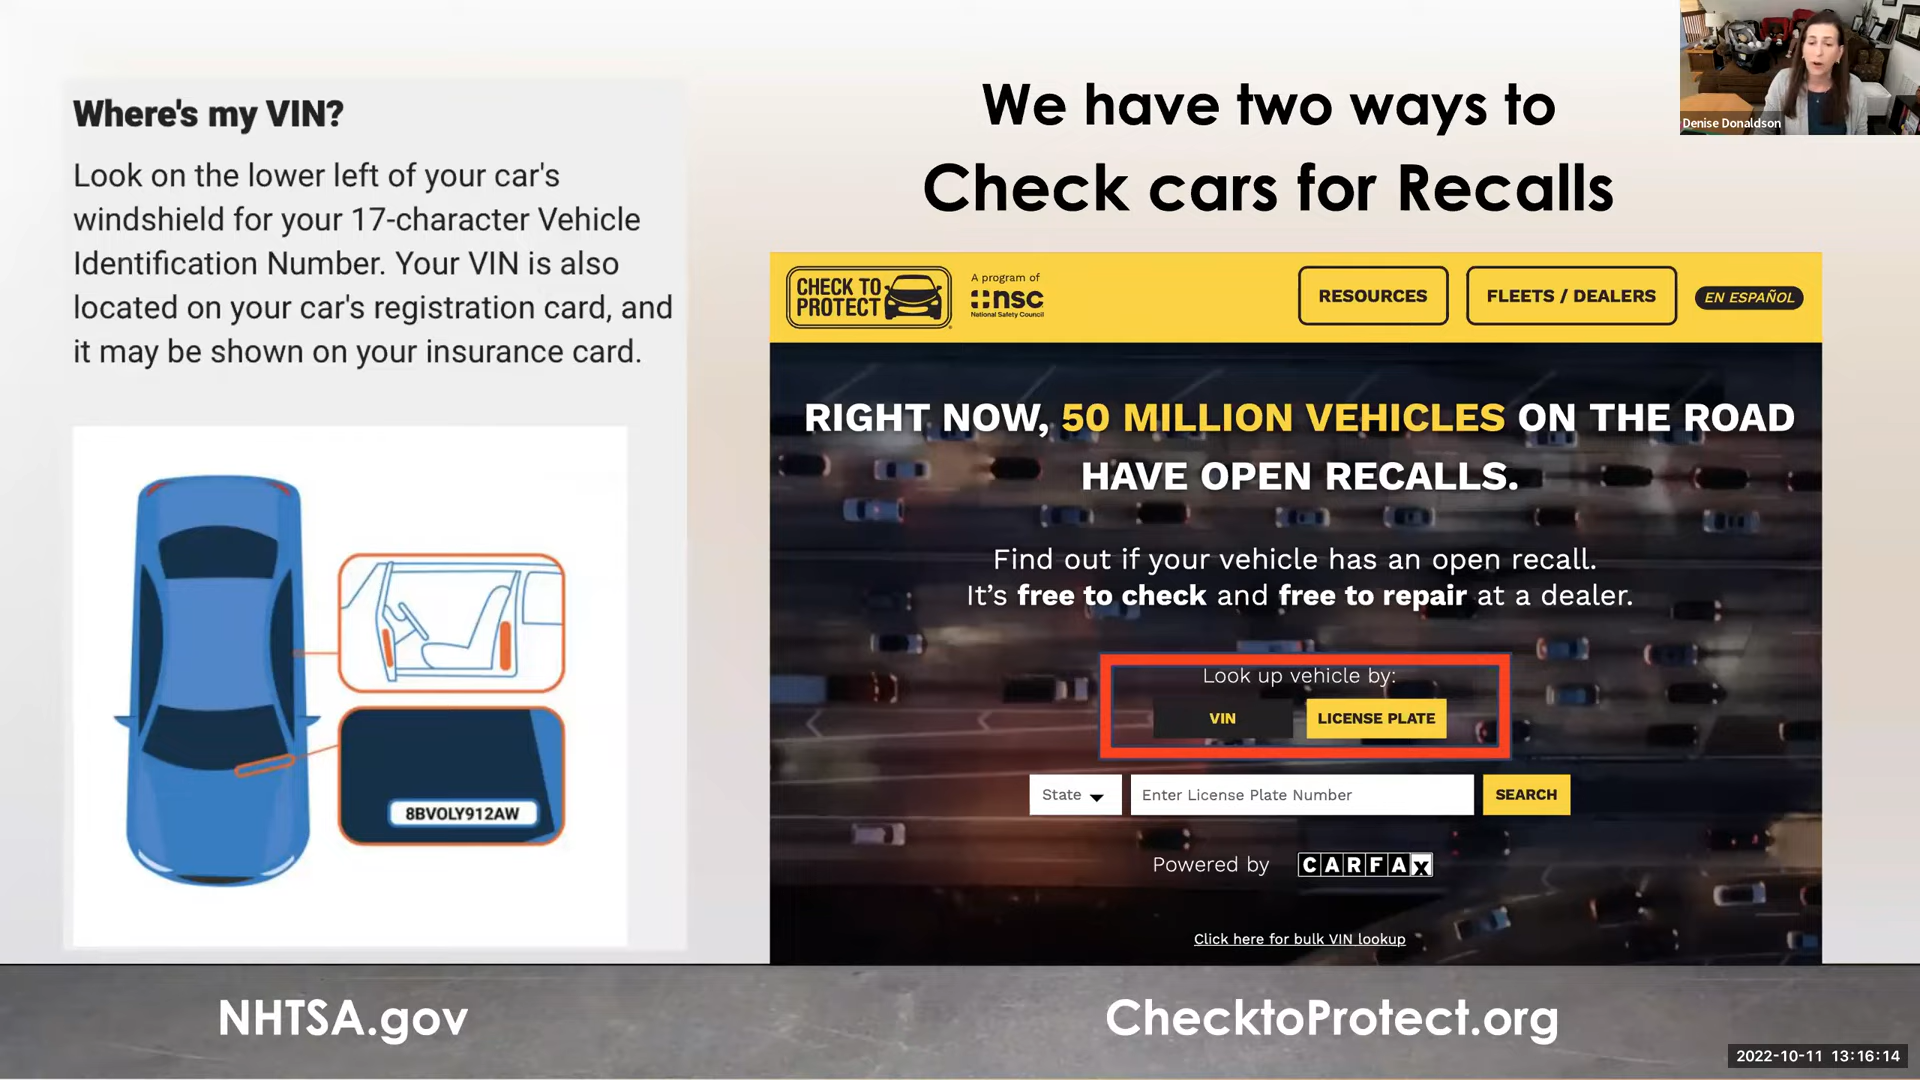 Where's my VIN?
Look on the lower left of your car's
windshield for your 17-character Vehicle
Identification Number. Your VIN is also
located on your car's registration card, and
it may be shown on your insurance card.
8BVOLY912AW
NHTSA.gov
We have two ways to
Check cars for Recalls
CHECK TO
PROTECT
A program of
nsc
National Safety Council
RESOURCES
FLEETS / DEALERS
EN ESPAÑOL
RIGHT NOW, 50 MILLION VEHICLES ON THE ROAD
HAVE OPEN RECALLS.
Find out if your vehicle has an open recall.
It's free to check and free to repair at a dealer.
Look up vehicle by:
VIN
LICENSE PLATE
State
Enter License Plate Number
SEARCH
Powered by CARFAX
Click here for bulk VIN lookup
CheckstoProtect.org
Denise Donaldson
2022-10-11 13:16:14